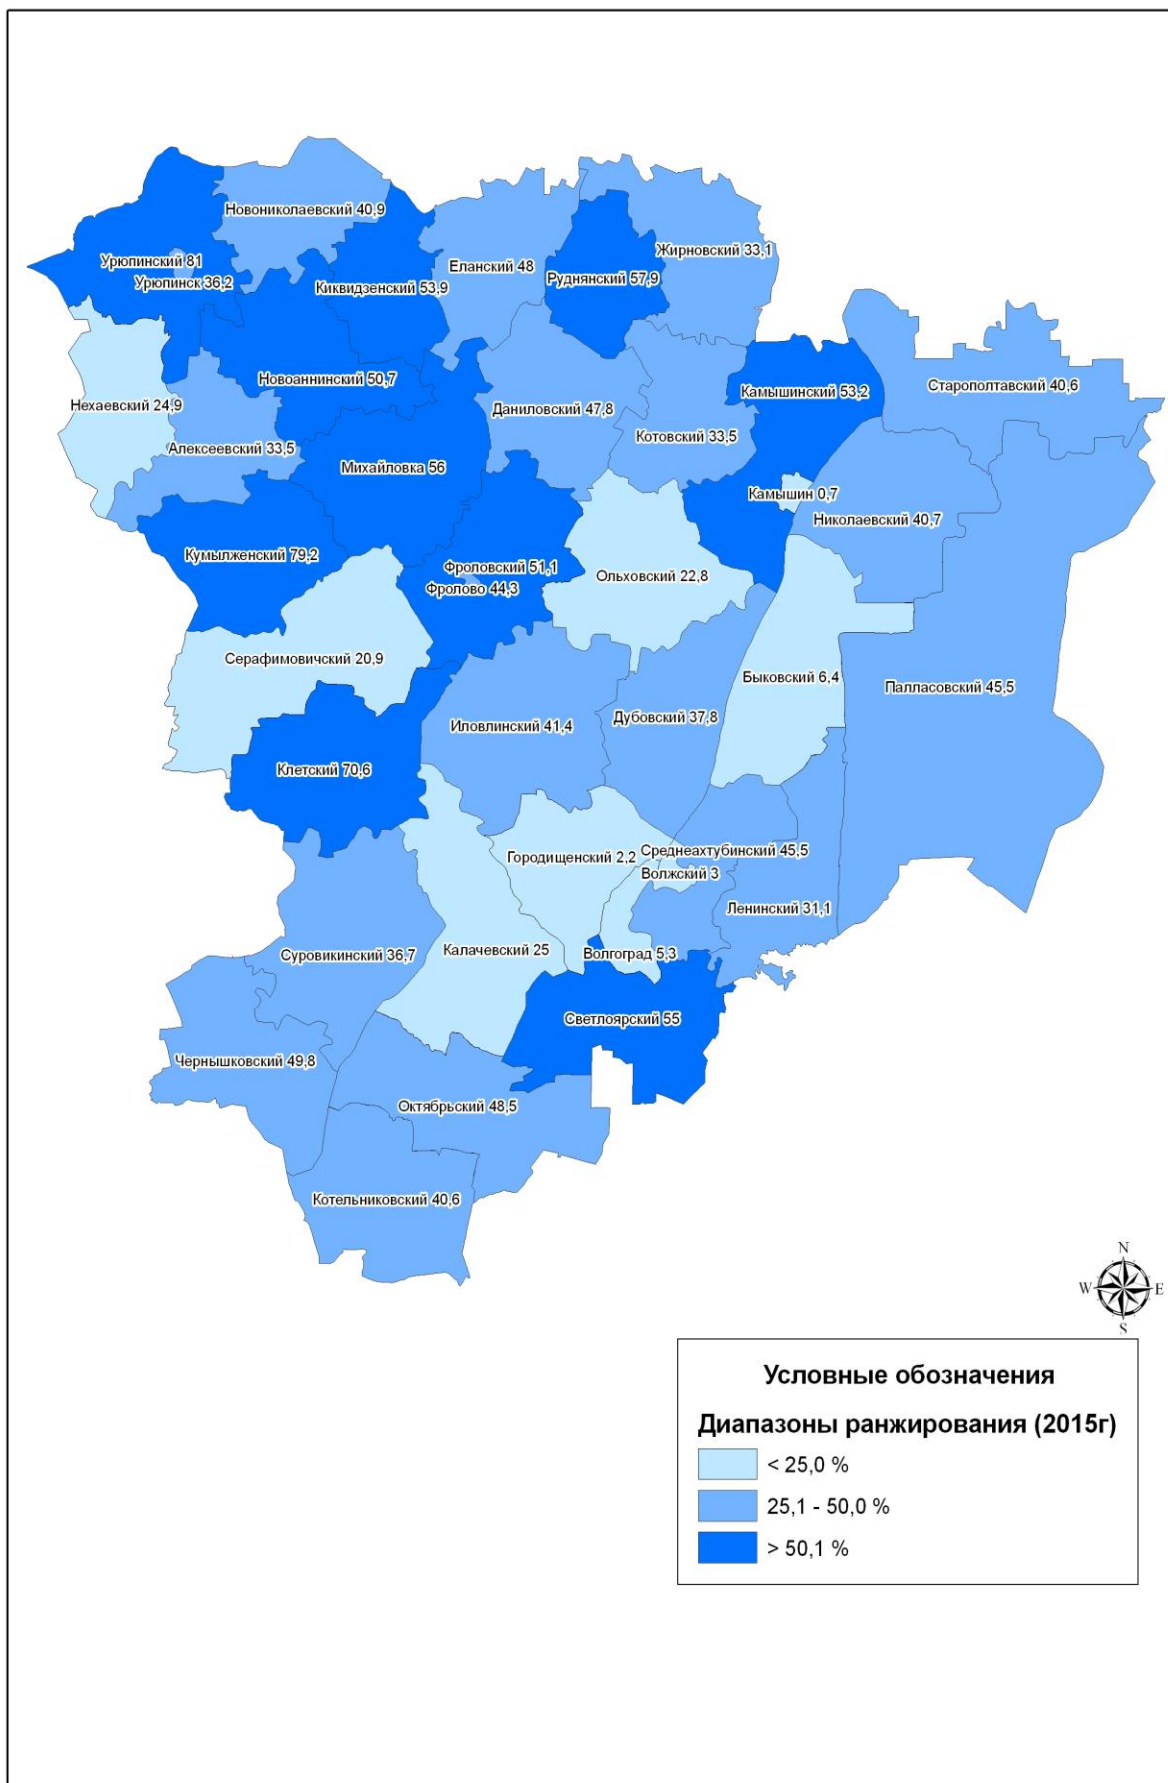 Новониколаевский 40,9
Жирновский 33,1
Урюпинский 81
Еланский 48
Руднянский 57,9
Урюпинск 36,2
Киквидзенский 53,9
Новоаннинский 50,7
Камышинский 53,2
Старополтавский 40,6
Нехаевский 24,9
Даниловский 47,8
Котовский 33,5
Алексеевский 33,5
Михайловка 56
Камышин 0,7
Николаевский 40,7
Кумылженский 79,2
Фроловский 51,1
Ольховский 22,8
Фролово 44,3
Серафимовичский 20,9
Быковский 6,4
Палласовский 45,5
Дубовский 37,8
Иловлинский 41,4
Клетский 70,6
Среднеахтубинский 45,5
Городищенский 2,2
Волжский 3
Ленинский 31,1
Калачевский 25
Волгоград 5,3
Суровикинский 36,7
Светлоярский 55
Чернышковский 49,8
Октябрьский 48,5
Котельниковский 40,6
N
W E
S
Условные обозначения
Диапазоны ранжирования (2015г)
< 25,0 %
25,1 - 50,0 %
> 50,1 %